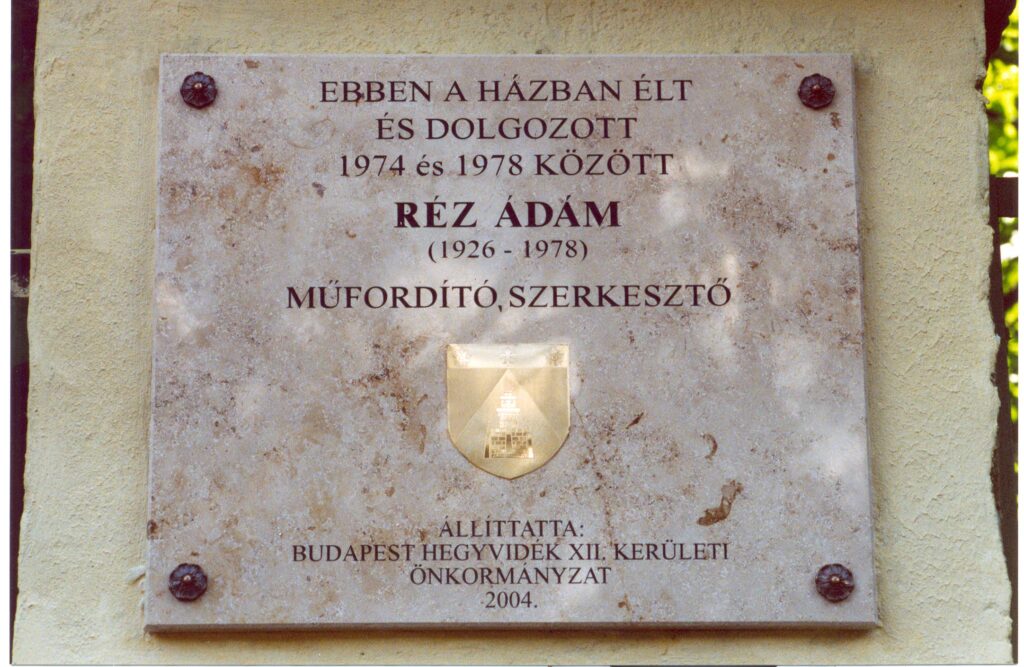 EBBEN A HÁZBAN ÉLT
ÉS DOLGOZOTT
1974 és 1978 KÖZÖTT
RÉZ ÁDÁM
(1926 - 1978)
MŰFORDÍTÓ, SZERKESZTŐ
ÁLLÍTTATTA:
BUDAPEST HEGYVIDÉK XII. KERÜLETI
ÖNKORMÁNYZAT
2004.